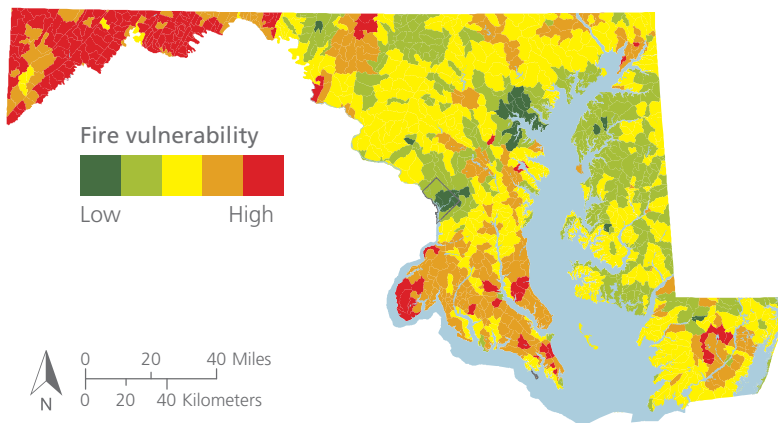 Fire vulnerability
Low High
0 20 40 Miles
0 20 40 Kilometers
N